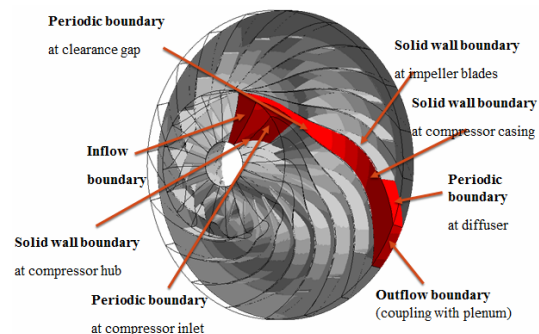 Periodic boundary
at clearance gap
Solid wall boundary
at impeller blades
Solid wall boundary
at compressor casing
Inflow
boundary
Periodic
boundary
at diffuser
Solid wall boundary
at compressor hub
Periodic boundary
at compressor inlet
Outflow boundary
(coupling with plenum)